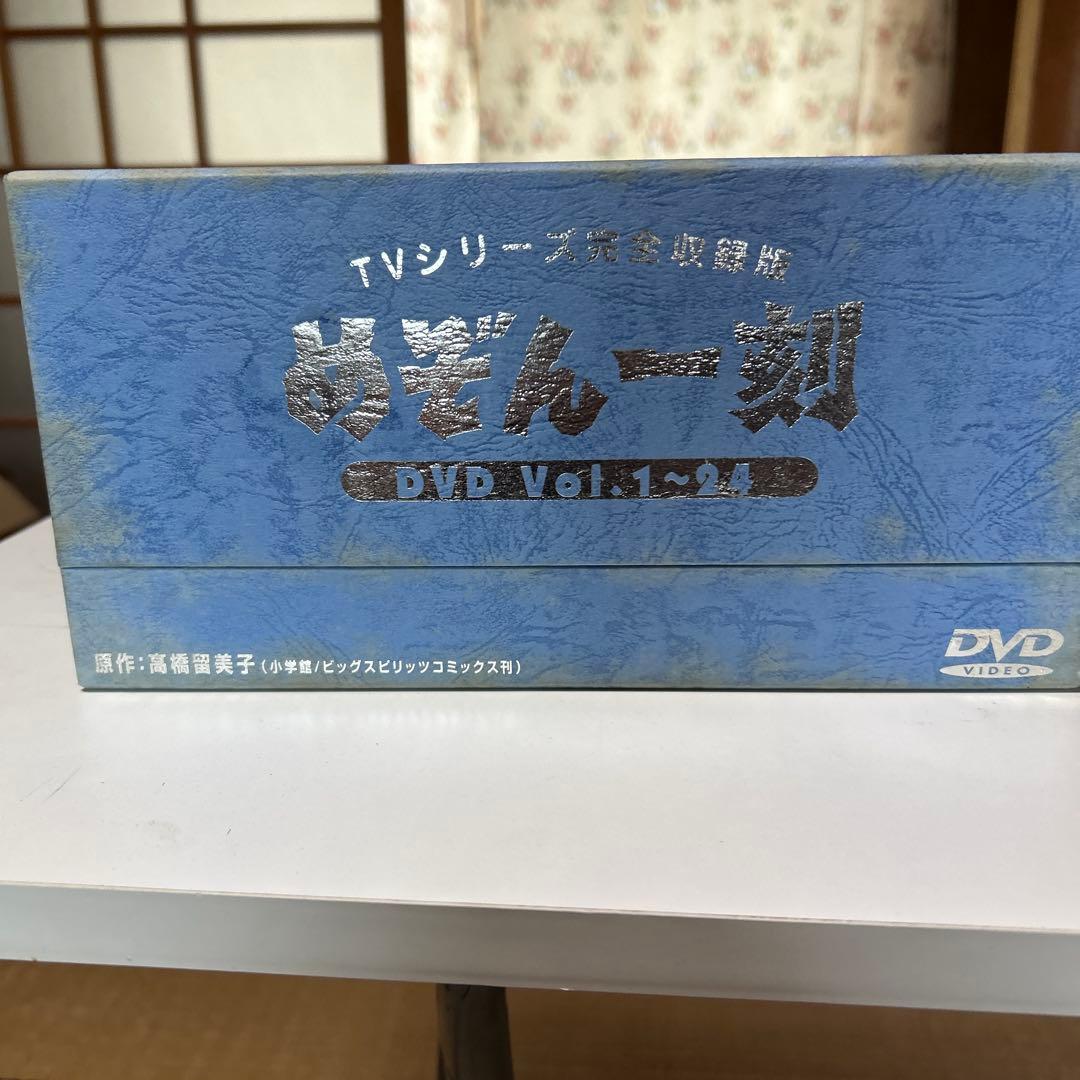 TVシリーズ完全収録版
めぞん一刻
DVD Vol.1~24
原作:高橋留美子(小学館/ビッグスピリッツコミックス刊)
DVD
VIDEO